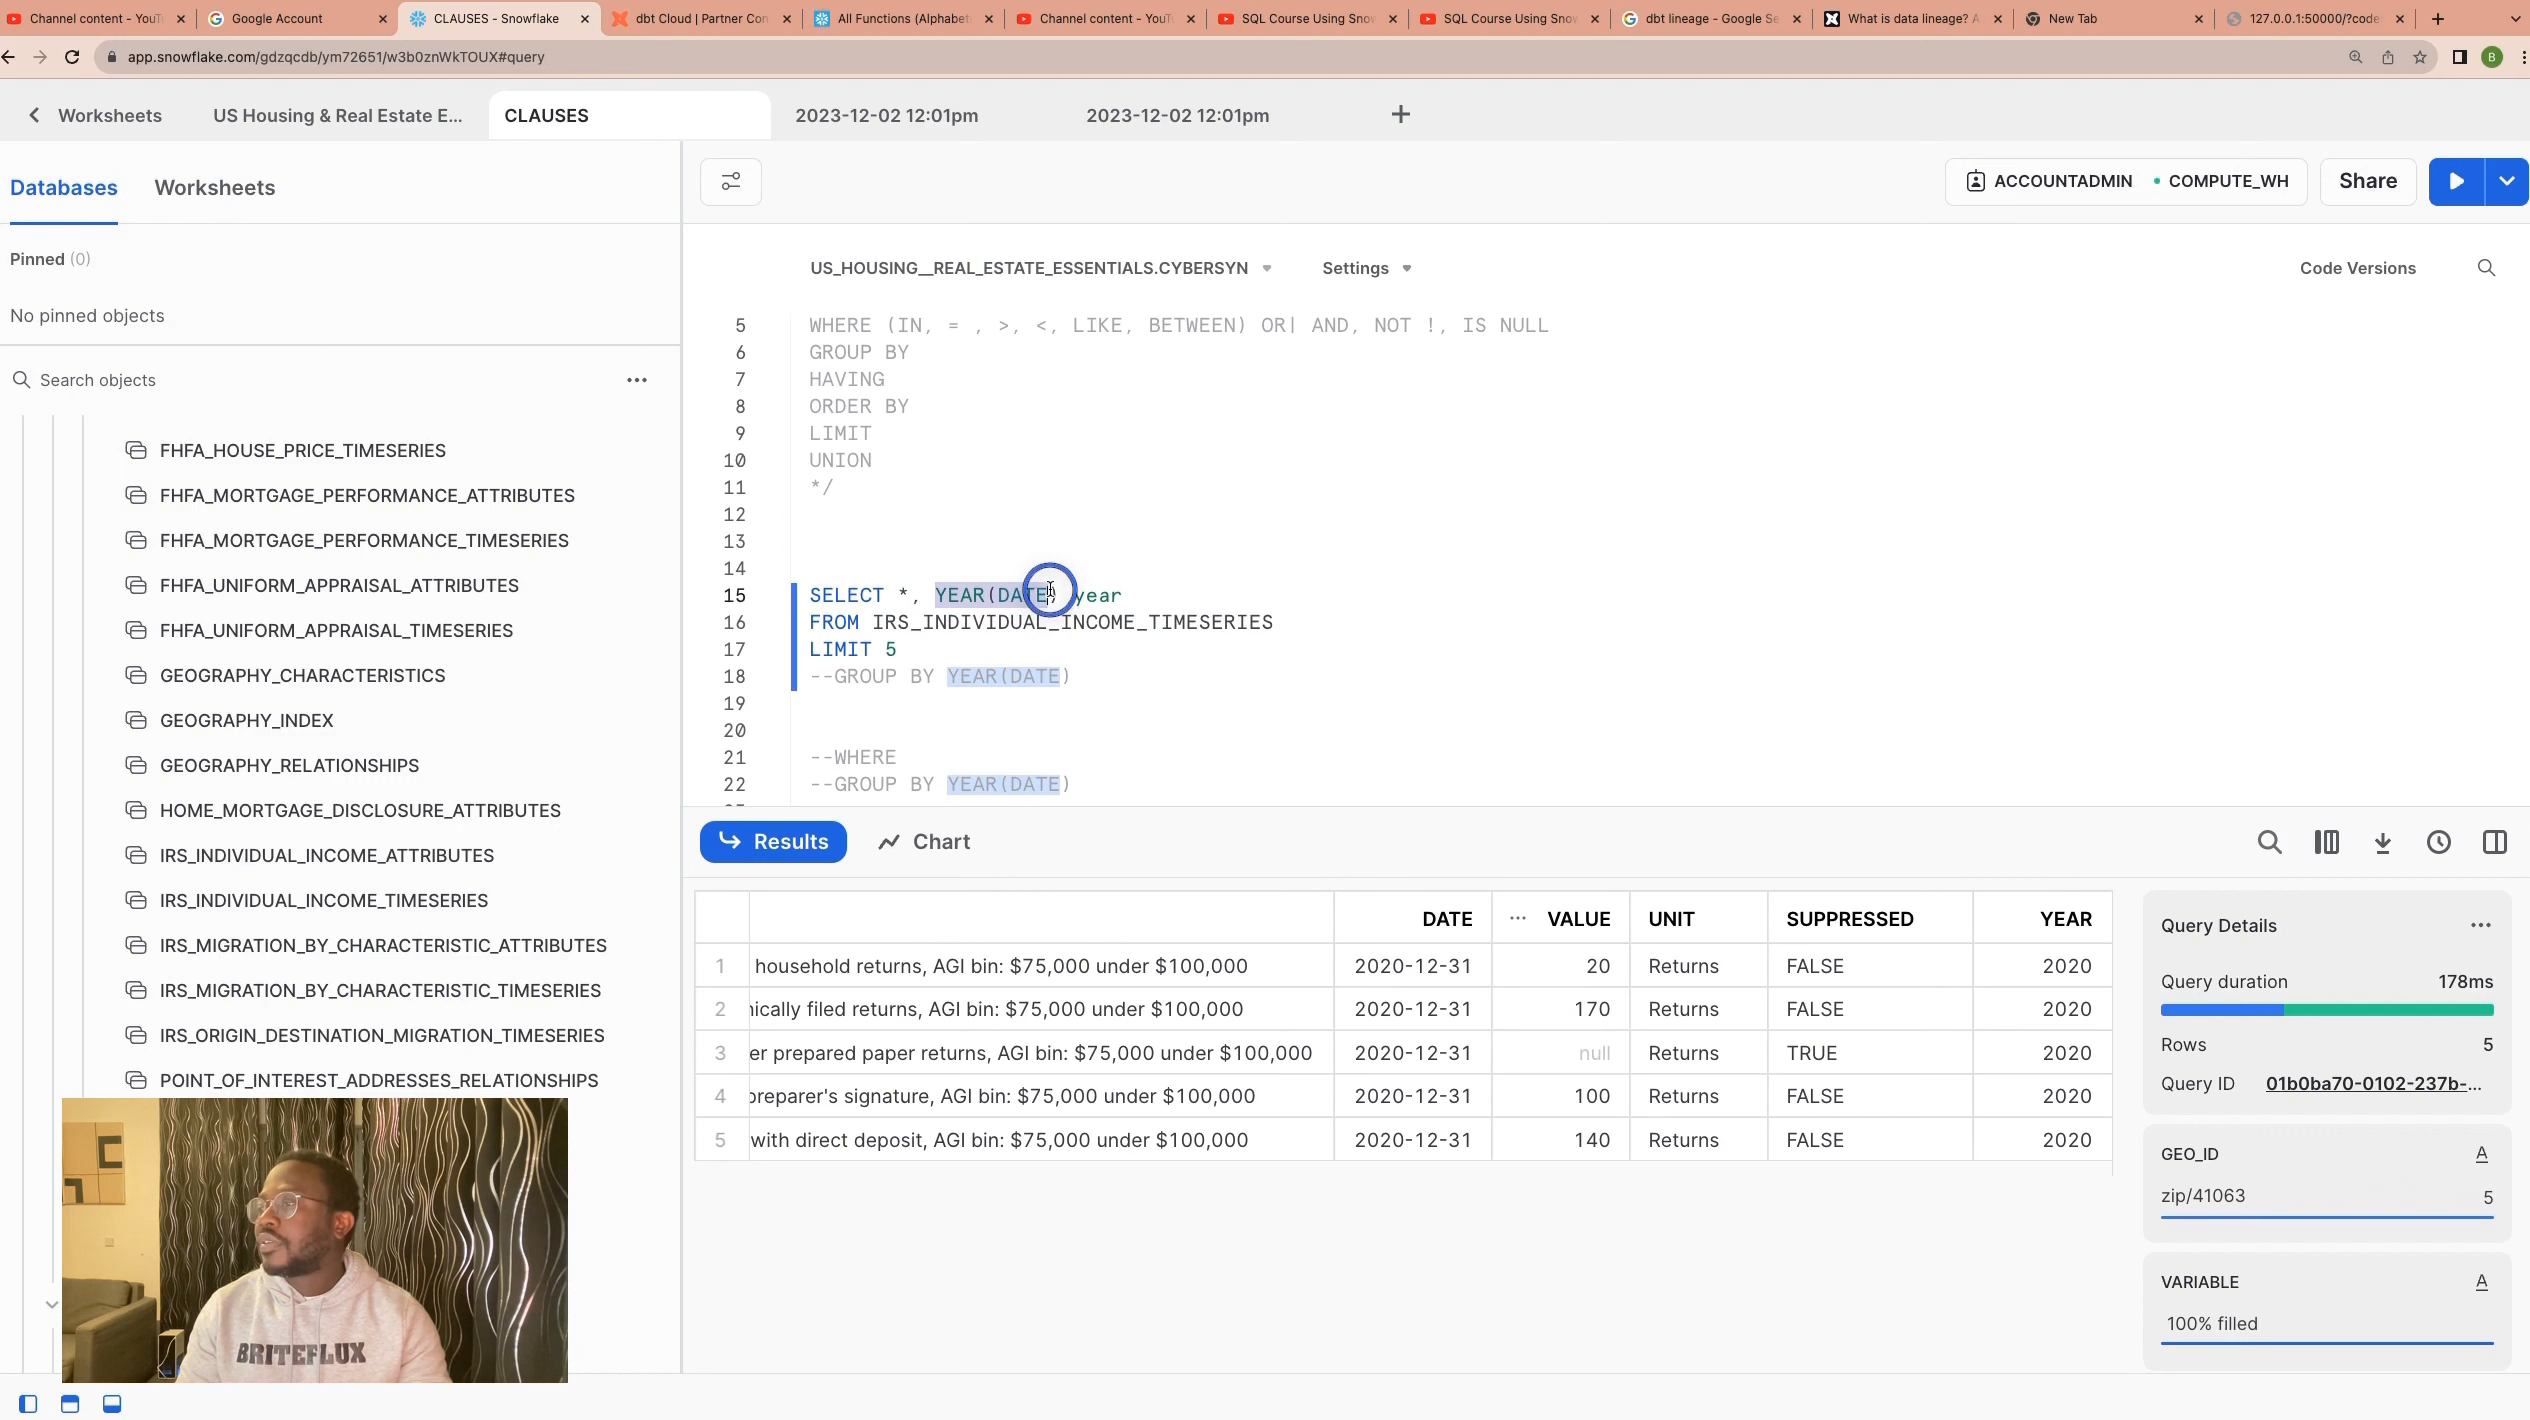 Channel content - YouT
Google Account
CLAUSES - Snowflake
dbt Cloud | Partner Con
All Functions (Alphabet
Channel content - YouT
SQL Course Using Snow
SQL Course Using Snow
dbt lineage - Google Se
What is data lineage? A
New Tab
127.0.0.1:50000/?code
app.snowflake.com/gdzqcdb/ym72651/w3b0znWkTOUX#query
B
Worksheets
US Housing & Real Estate E...
CLAUSES
2023-12-02 12:01pm
2023-12-02 12:01pm
Databases
Worksheets
ACCOUNTADMIN
COMPUTE_WH
Share
Pinned (0)
No pinned objects
Search objects
FHFA_HOUSE_PRICE_TIMESERIES
FHFA_MORTGAGE_PERFORMANCE_ATTRIBUTES
FHFA_MORTGAGE_PERFORMANCE_TIMESERIES
FHFA_UNIFORM_APPRAISAL_ATTRIBUTES
FHFA_UNIFORM_APPRAISAL_TIMESERIES
GEOGRAPHY_CHARACTERISTICS
GEOGRAPHY_INDEX
GEOGRAPHY_RELATIONSHIPS
HOME_MORTGAGE_DISCLOSURE_ATTRIBUTES
IRS_INDIVIDUAL_INCOME_ATTRIBUTES
IRS_INDIVIDUAL_INCOME_TIMESERIES
IRS_MIGRATION_BY_CHARACTERISTIC_ATTRIBUTES
IRS_MIGRATION_BY_CHARACTERISTIC_TIMESERIES
IRS_ORIGIN_DESTINATION_MIGRATION_TIMESERIES
POINT_OF_INTEREST_ADDRESSES_RELATIONSHIPS
BRITEFLUX
US_HOUSING__REAL_ESTATE_ESSENTIALS.CYBERSYN
Settings
Code Versions
5 WHERE (IN, = , >, <, LIKE, BETWEEN) OR| AND, NOT !, IS NULL
6 GROUP BY
7 HAVING
8 ORDER BY
9 LIMIT
10 UNION
11 */
12
13
14
15 SELECT *, YEAR(DATE) year
16 FROM IRS_INDIVIDUAL_INCOME_TIMESERIES
17 LIMIT 5
18 --GROUP BY YEAR(DATE)
19
20
21 --WHERE
22 --GROUP BY YEAR(DATE)
Results
Chart
DATE ... VALUE UNIT SUPPRESSED YEAR
1 household returns, AGI bin: $75,000 under $100,000 2020-12-31 20 Returns FALSE 2020
2 nically filed returns, AGI bin: $75,000 under $100,000 2020-12-31 170 Returns FALSE 2020
3 er prepared paper returns, AGI bin: $75,000 under $100,000 2020-12-31 null Returns TRUE 2020
4 preparer's signature, AGI bin: $75,000 under $100,000 2020-12-31 100 Returns FALSE 2020
5 with direct deposit, AGI bin: $75,000 under $100,000 2020-12-31 140 Returns FALSE 2020
Query Details
...
Query duration 178ms
Rows 5
Query ID 01b0ba70-0102-237b-...
GEO_ID A
zip/41063 5
VARIABLE A
100% filled